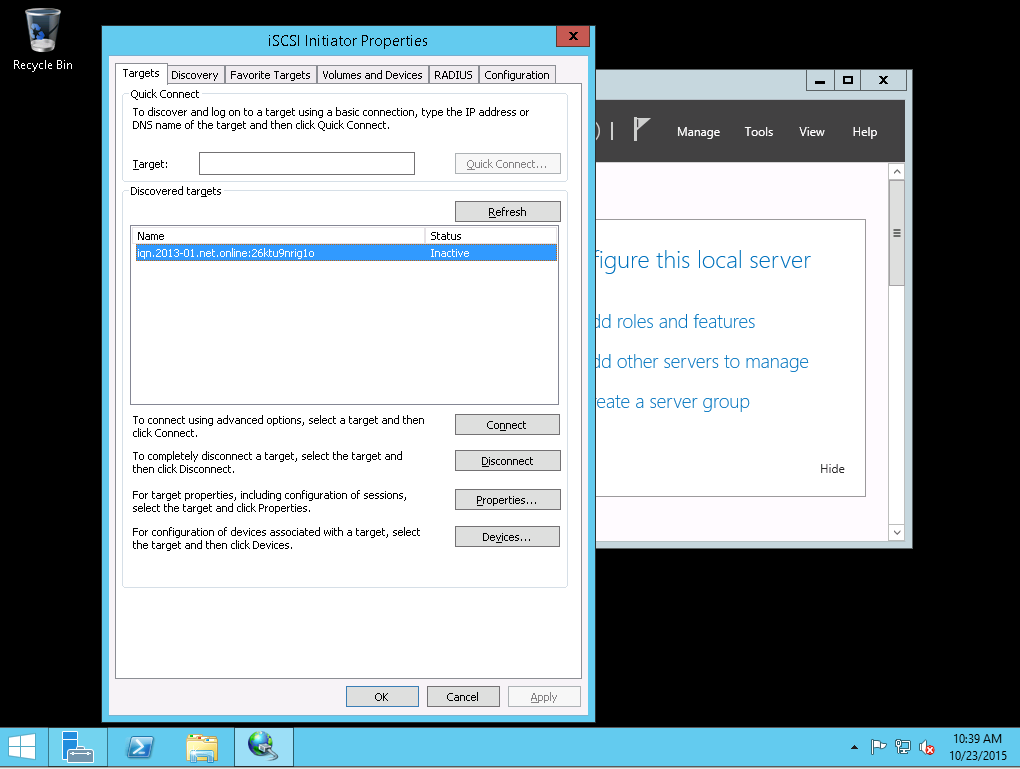 Recycle Bin
iSCSI Initiator Properties
Targets
Discovery
Favorite Targets
Volumes and Devices
RADIUS
Configuration
Quick Connect
To discover and log on to a target using a basic connection, type the IP address or
DNS name of the target and then click Quick Connect.
Target:
Quick Connect...
Discovered targets
Refresh
Name
Status
iqn.2013-01.net.online:26ktu9nrig1o
Inactive
To connect using advanced options, select a target and then
click Connect.
Connect
To completely disconnect a target, select the target and
then click Disconnect.
Disconnect
For target properties, including configuration of sessions,
select the target and click Properties.
Properties...
For configuration of devices associated with a target, select
the target and then click Devices.
Devices...
OK
Cancel
Apply
Manage
Tools
View
Help
figure this local server
dd roles and features
dd other servers to manage
reate a server group
Hide
10:39 AM
10/23/2015